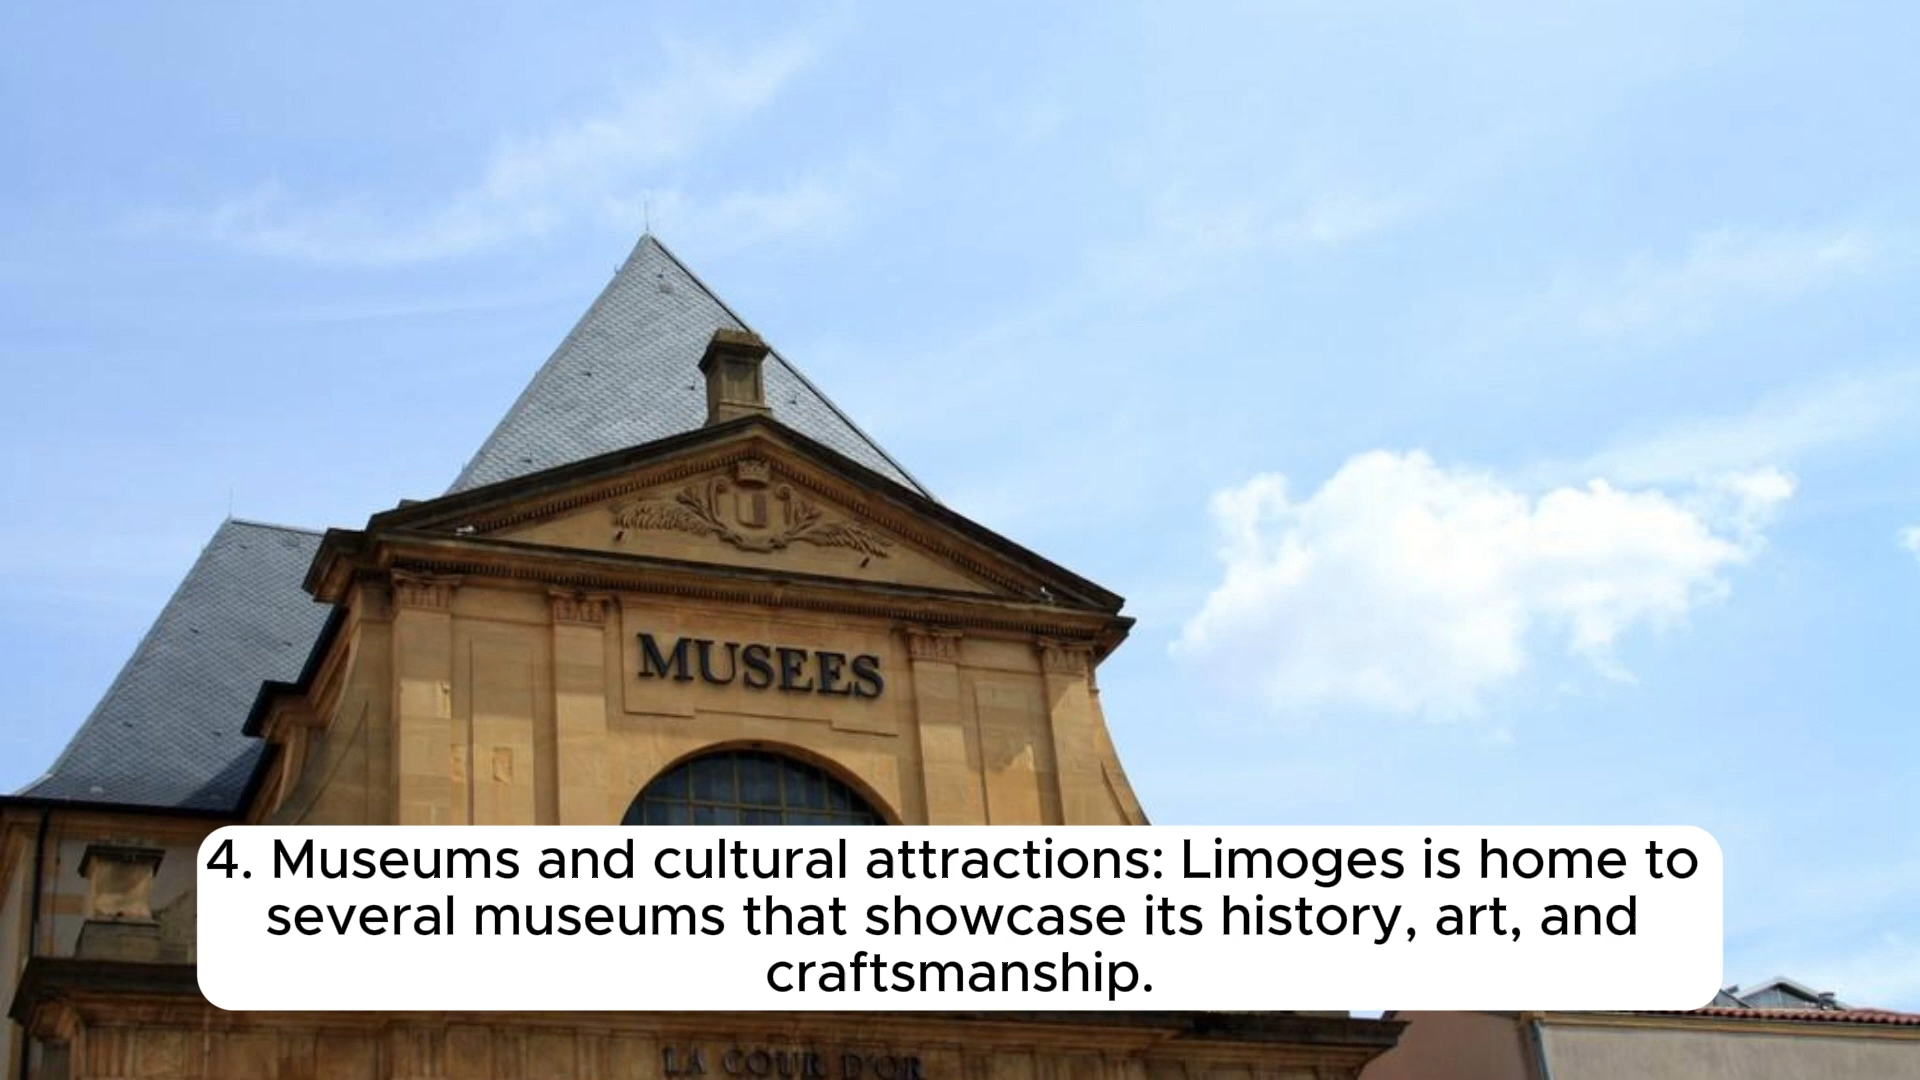 MUSEES
4. Museums and cultural attractions: Limoges is home to
several museums that showcase its history, art, and
craftsmanship.
LA COUR D'OR